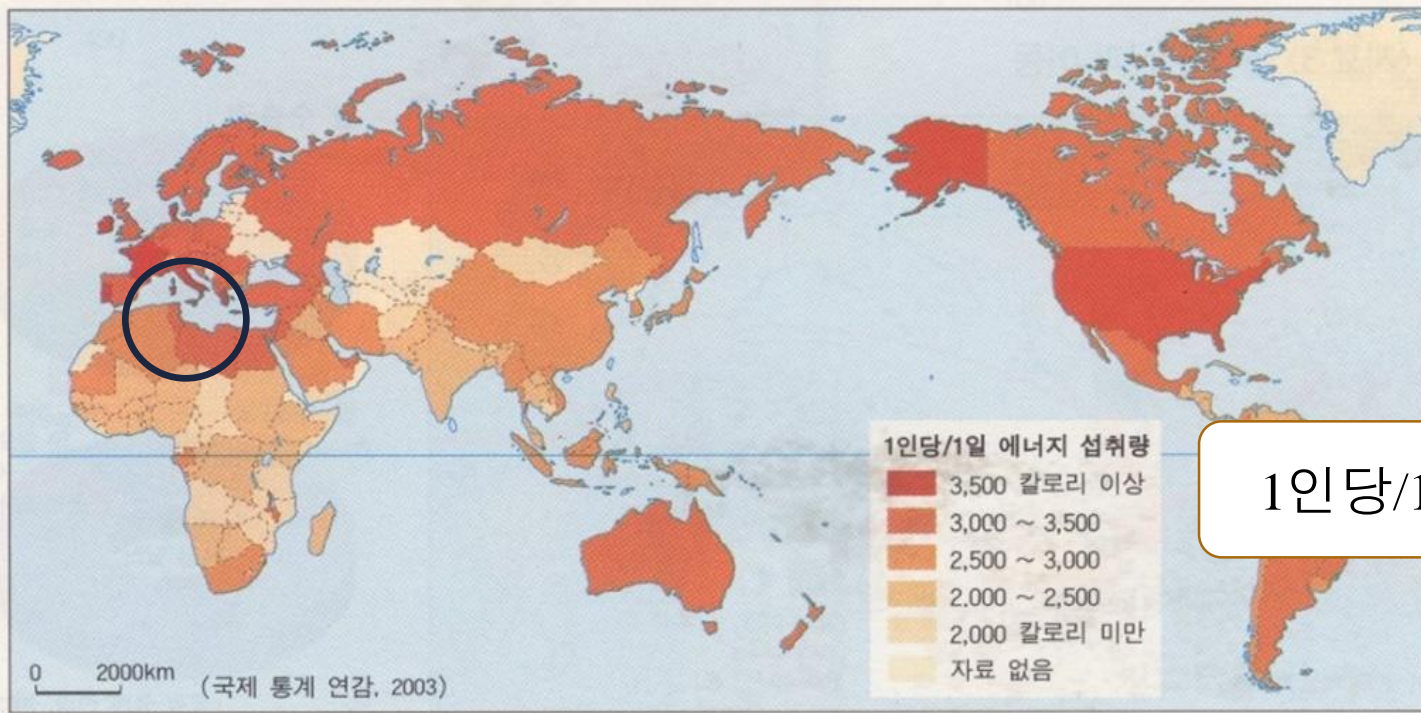 1인당/1일 에너지 섭취량
3,500 칼로리 이상
3,000 ~ 3,500
2,500 ~ 3,000
2.000 ~ 2,500
2,000 칼로리 미만
자료 없음
1인당/1
0 2000km
(국제 통계 연감, 2003)